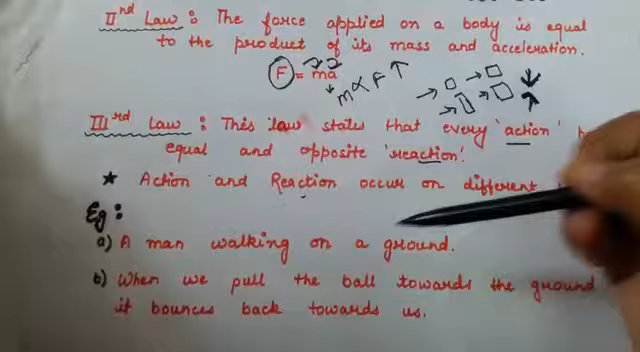 IInd Law : The force applied on a body is equal
to the product of its mass and acceleration.
F = ma
m ∝ F ↑
IIIrd Law : This law states that every 'action'
equal and opposite 'reaction'.
★ Action and Reaction occur on different
Eg :
a) A man walking on a ground.
b) When we pull the ball towards the ground
it bounces back towards us.